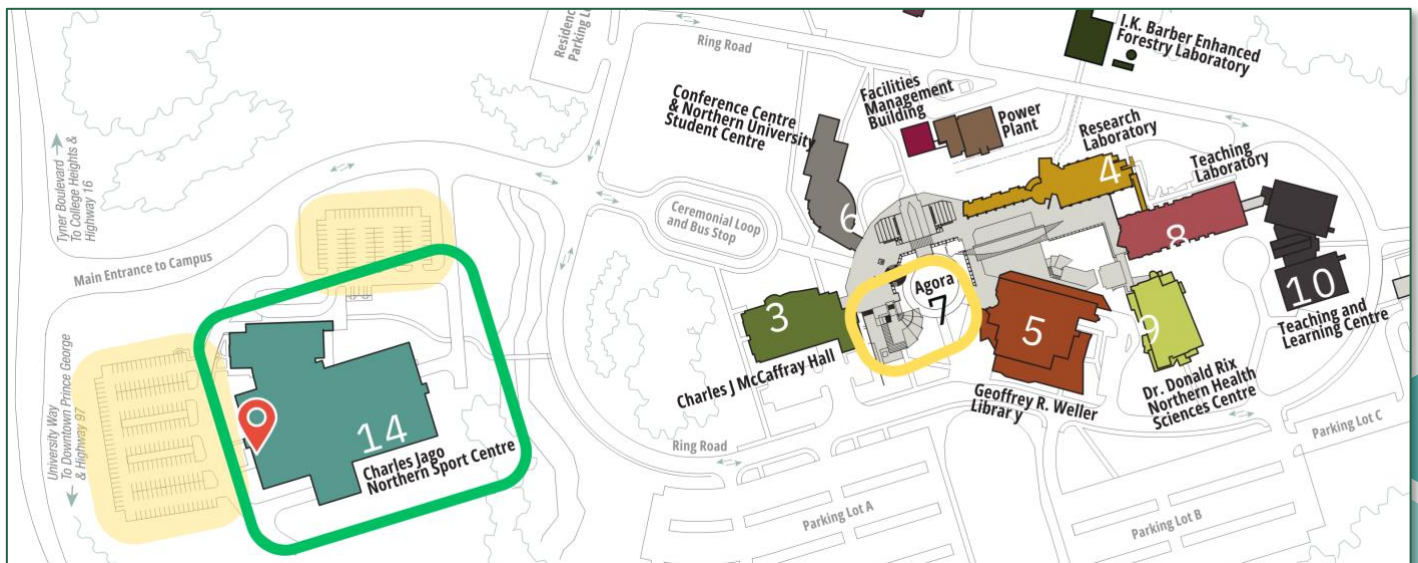 Residenc
Parking Lo
Ring Road
I.K. Barber Enhanced
Forestry Laboratory
Conference Centre
& Northern University
Student Centre
Facilities
Management
Building
Power
Plant
Research
Laboratory
Teaching
Laboratory
4
6
8
Tyner Boulevard
To College Heights &
Highway 16
Ceremonial Loop
and Bus Stop
Main Entrance to Campus
Agora
7
3
5
9
10
Teaching and
Learning Centre
Charles J McCaffray Hall
Geoffrey R. Weller
Library
Dr. Donald Rix
Northern Health
Sciences Centre
University Way
To Downtown Prince George
& Highway 97
14
Charles Jago
Northern Sport Centre
Ring Road
Parking Lot A
Parking Lot B
Parking Lot C